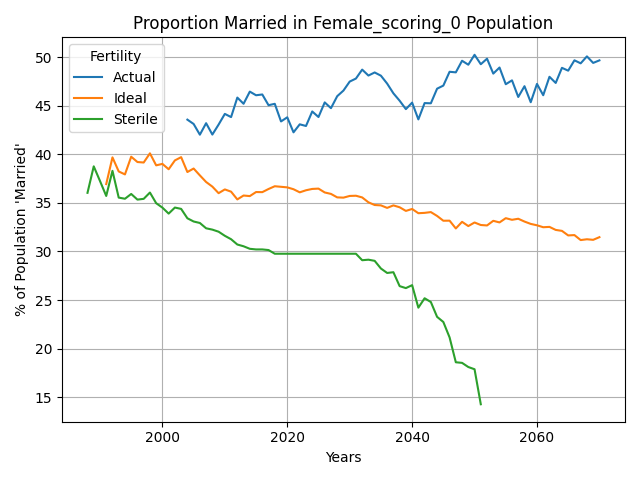 Proportion Married in Female_scoring_0 Population
% of Population 'Married'
50
45
40
35
30
25
20
15
Fertility
Actual
Ideal
Sterile
2000 2020 2040 2060
Years